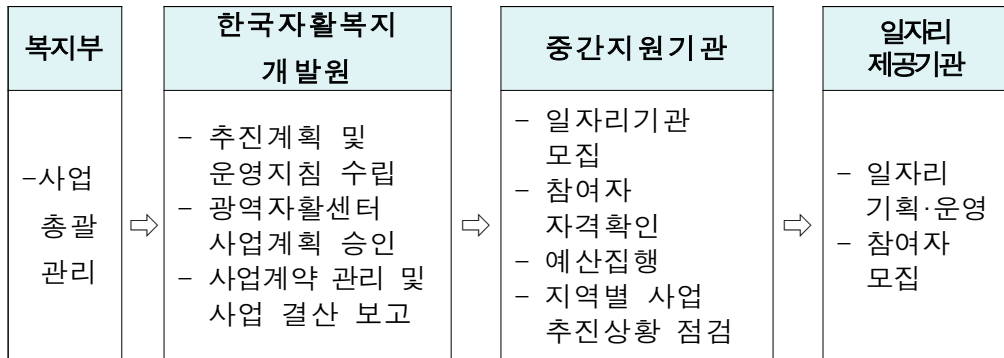 복지부
-사업
총괄
관리
⇨
한국자활복지
개발원
- 추진계획 및
운영지침 수립
- 광역자활센터
사업계획 승인
- 사업계약 관리 및
사업 결산 보고
⇨
중간지원기관
- 일자리기관
모집
- 참여자
자격확인
- 예산집행
- 지역별 사업
추진상황 점검
⇨
일자리
제공기관
- 일자리
기획·운영
- 참여자
모집